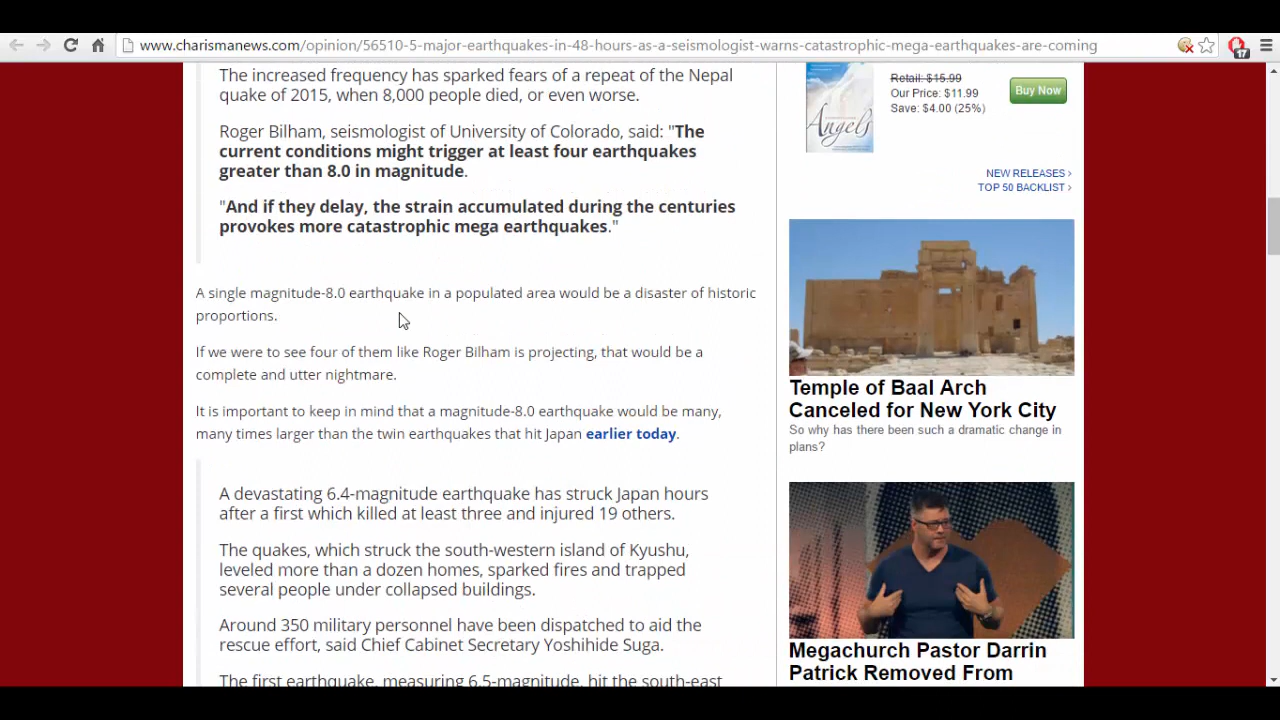 www.charismanews.com/opinion/56510-5-major-earthquakes-in-48-hours-as-a-seismologist-warns-catastrophic-mega-earthquakes-are-coming
17
The increased frequency has sparked fears of a repeat of the Nepal
quake of 2015, when 8,000 people died, or even worse.
Roger Bilham, seismologist of University of Colorado, said: "The
current conditions might trigger at least four earthquakes
greater than 8.0 in magnitude.
"And if they delay, the strain accumulated during the centuries
provokes more catastrophic mega earthquakes."
A single magnitude-8.0 earthquake in a populated area would be a disaster of historic
proportions.
If we were to see four of them like Roger Bilham is projecting, that would be a
complete and utter nightmare.
It is important to keep in mind that a magnitude-8.0 earthquake would be many,
many times larger than the twin earthquakes that hit Japan earlier today.
A devastating 6.4-magnitude earthquake has struck Japan hours
after a first which killed at least three and injured 19 others.
The quakes, which struck the south-western island of Kyushu,
leveled more than a dozen homes, sparked fires and trapped
several people under collapsed buildings.
Around 350 military personnel have been dispatched to aid the
rescue effort, said Chief Cabinet Secretary Yoshihide Suga.
The first earthquake, measuring 6.5-magnitude, hit the south-east
Angels
Retail: $15.99
Our Price: $11.99
Save: $4.00 (25%)
Buy Now
NEW RELEASES ›
TOP 50 BACKLIST ›
Temple of Baal Arch
Canceled for New York City
So why has there been such a dramatic change in
plans?
Megachurch Pastor Darrin
Patrick Removed From